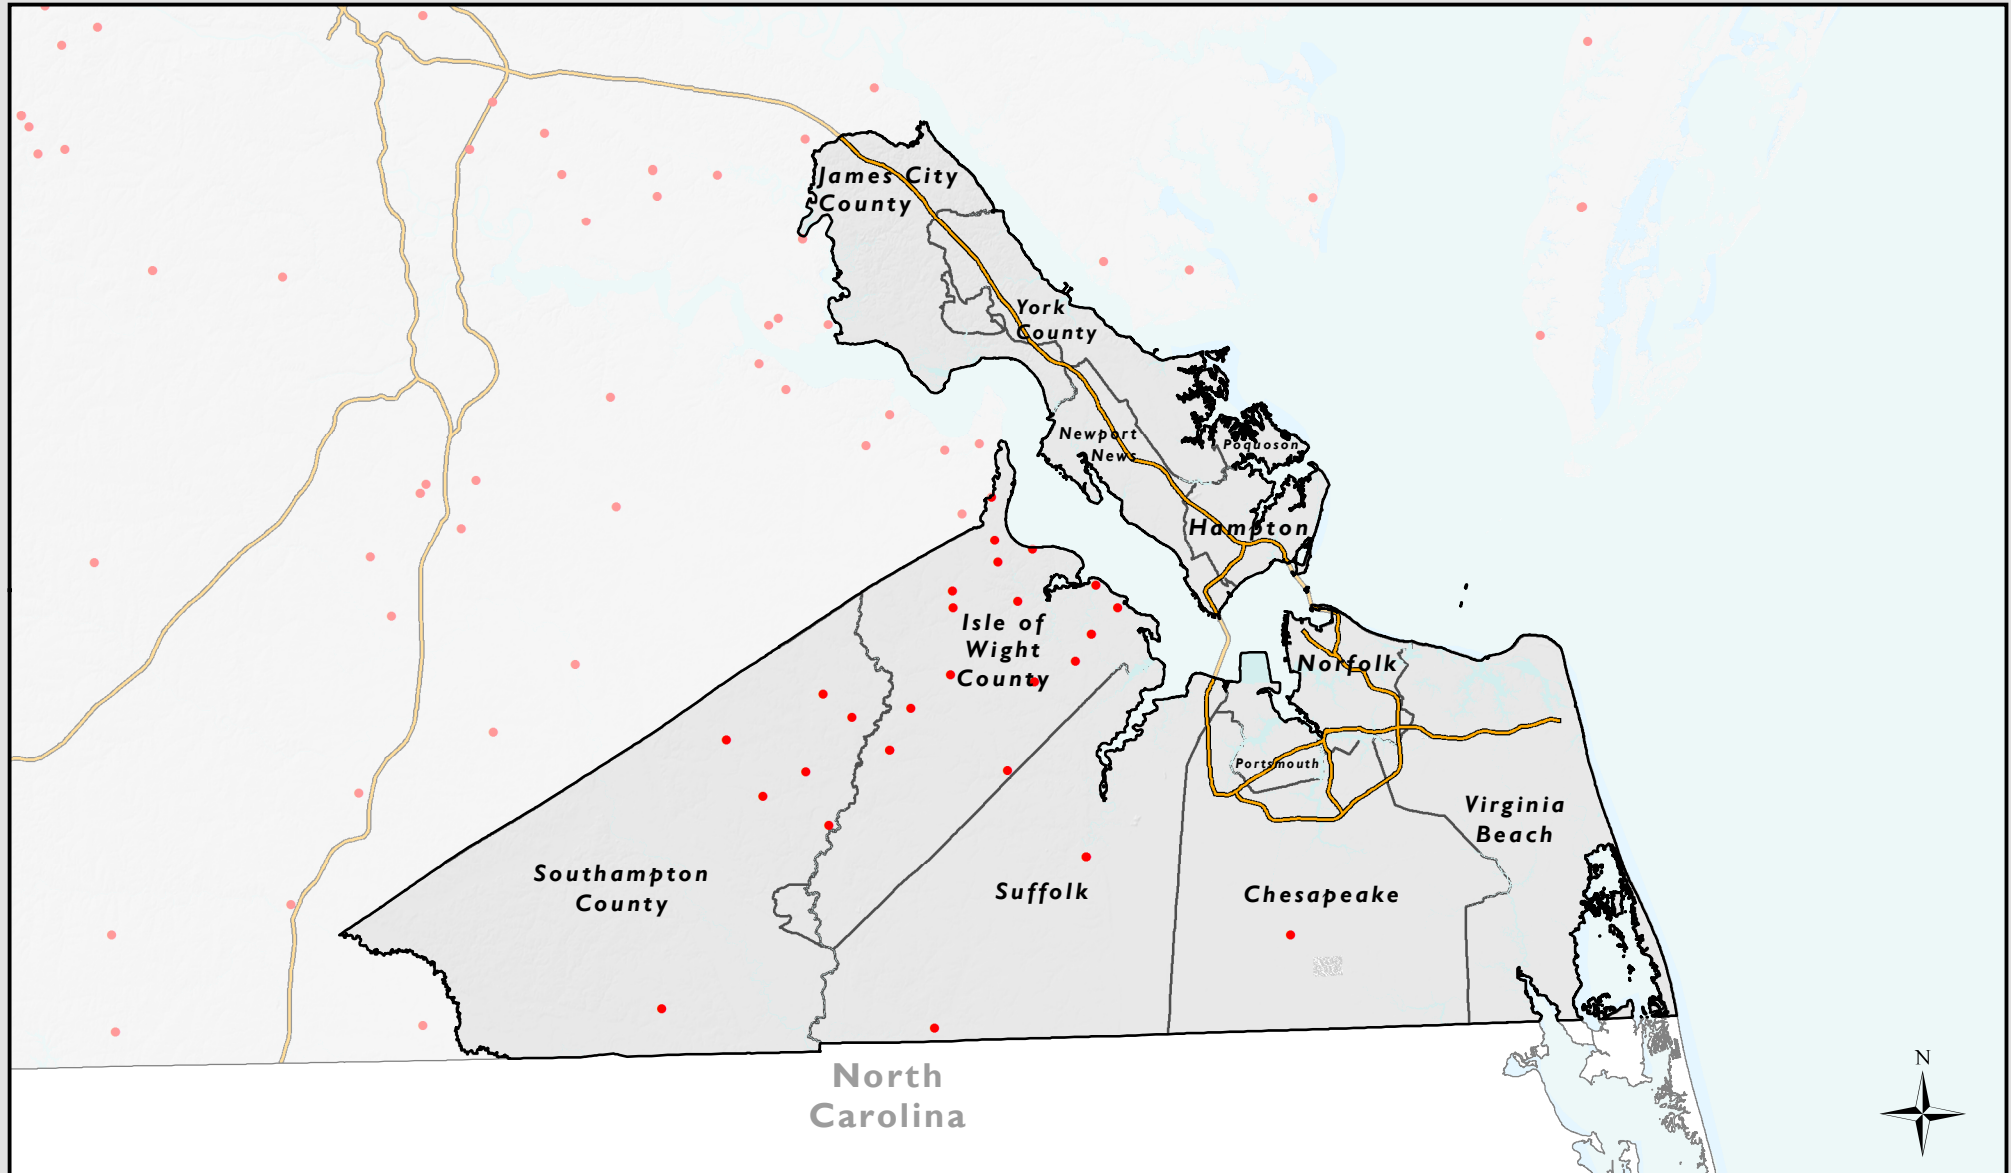 James City
County
York
County
Newport
News
Poquoson
Hampton
Isle of
Wight
County
Norfolk
Portsmouth
Virginia
Beach
Southampton
County
Suffolk
Chesapeake
North
Carolina
N